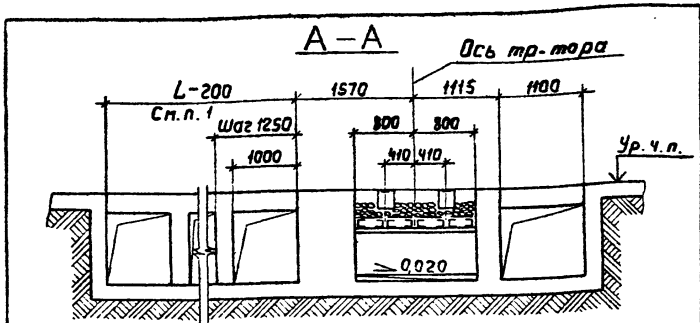 А-А
Ось тр-тора
L-200
1570
1115
1100
См. п. 1
Шаг 1250
800
800
1000
410
410
Ур. ч. п.
0,020